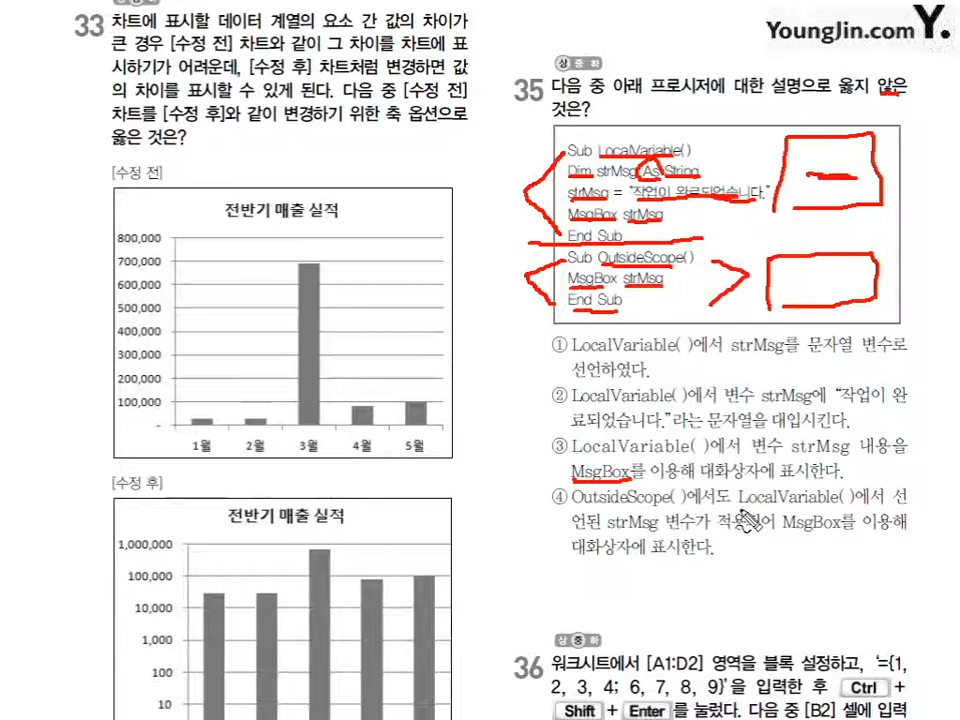 33 차트에 표시할 데이터 계열의 요소 간 값의 차이가
큰 경우 [수정 전] 차트와 같이 그 차이를 차트에 표
시하기가 어려운데, [수정 후] 차트처럼 변경하면 값
의 차이를 표시할 수 있게 된다. 다음 중 [수정 전]
차트를 [수정 후]와 같이 변경하기 위한 축 옵션으로
옳은 것은?
[수정 전]
전반기 매출 실적
800,000
700,000
600,000
500,000
400,000
300,000
200,000
100,000
-
1월 2월 3월 4월 5월
[수정 후]
전반기 매출 실적
1,000,000
100,000
10,000
1,000
100
10
YoungJin.com Y.
상 중 하
35 다음 중 아래 프로시저에 대한 설명으로 옳지 않은
것은?
Sub LocalVariable()
Dim strMsg As String
strMsg = "작업이 완료되었습니다."
MsgBox strMsg
End Sub
Sub OutsideScope()
MsgBox strMsg
End Sub
① LocalVariable( )에서 strMsg를 문자열 변수로
선언하였다.
② LocalVariable( )에서 변수 strMsg에 “작업이 완
료되었습니다.”라는 문자열을 대입시킨다.
③ LocalVariable( )에서 변수 strMsg 내용을
MsgBox를 이용해 대화상자에 표시한다.
④ OutsideScope( )에서도 LocalVariable( )에서 선
언된 strMsg 변수가 적용되어 MsgBox를 이용해
대화상자에 표시한다.
상 중 하
36 워크시트에서 [A1:D2] 영역을 블록 설정하고, '={1,
2, 3, 4; 6, 7, 8, 9}'을 입력한 후 Ctrl +
Shift + Enter 를 눌렀다. 다음 중 [B2] 셀에 입력